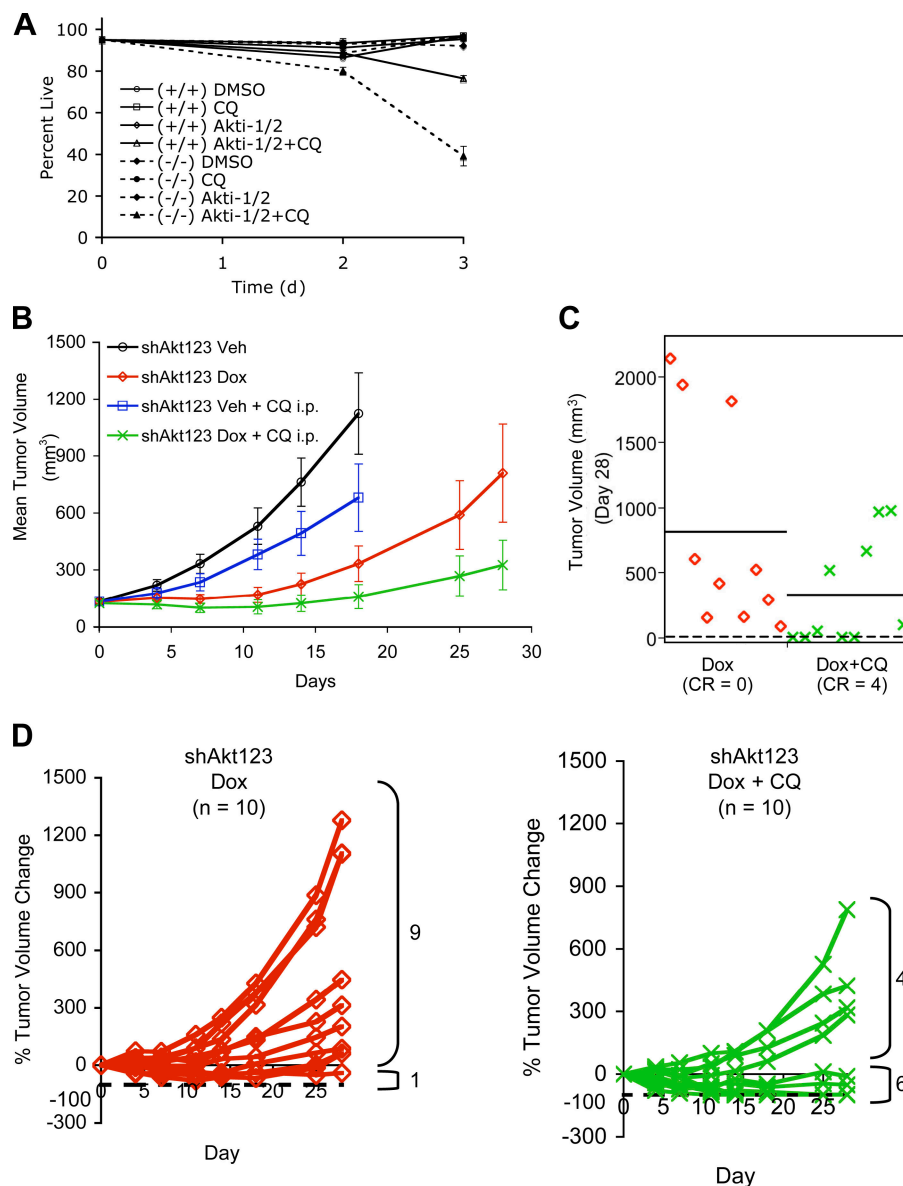 A
100
80
60
40
20
0
Percent Live
(+/+) DMSO
(+/+) CQ
(+/+) Akti-1/2
(+/+) Akti-1/2+CQ
(-/-) DMSO
(-/-) CQ
(-/-) Akti-1/2
(-/-) Akti-1/2+CQ
0 1 2 3
Time (d)
B
1500
1200
900
600
300
0
Mean Tumor Volume
(mm3)
shAkt123 Veh
shAkt123 Dox
shAkt123 Veh + CQ i.p.
shAkt123 Dox + CQ i.p.
0 5 10 15 20 25 30
Days
C
2000
1500
1000
500
0
Tumor Volume (mm3)
(Day 28)
Dox Dox+CQ
(CR = 0) (CR = 4)
D
shAkt123
Dox
(n = 10)
1500
1200
900
600
300
0
-100
-300
% Tumor Volume Change
0 5 10 15 20 25
9
1
Day
shAkt123
Dox + CQ
(n = 10)
1500
1200
900
600
300
0
-100
-300
% Tumor Volume Change
0 5 10 15 20 25
4
6
Day